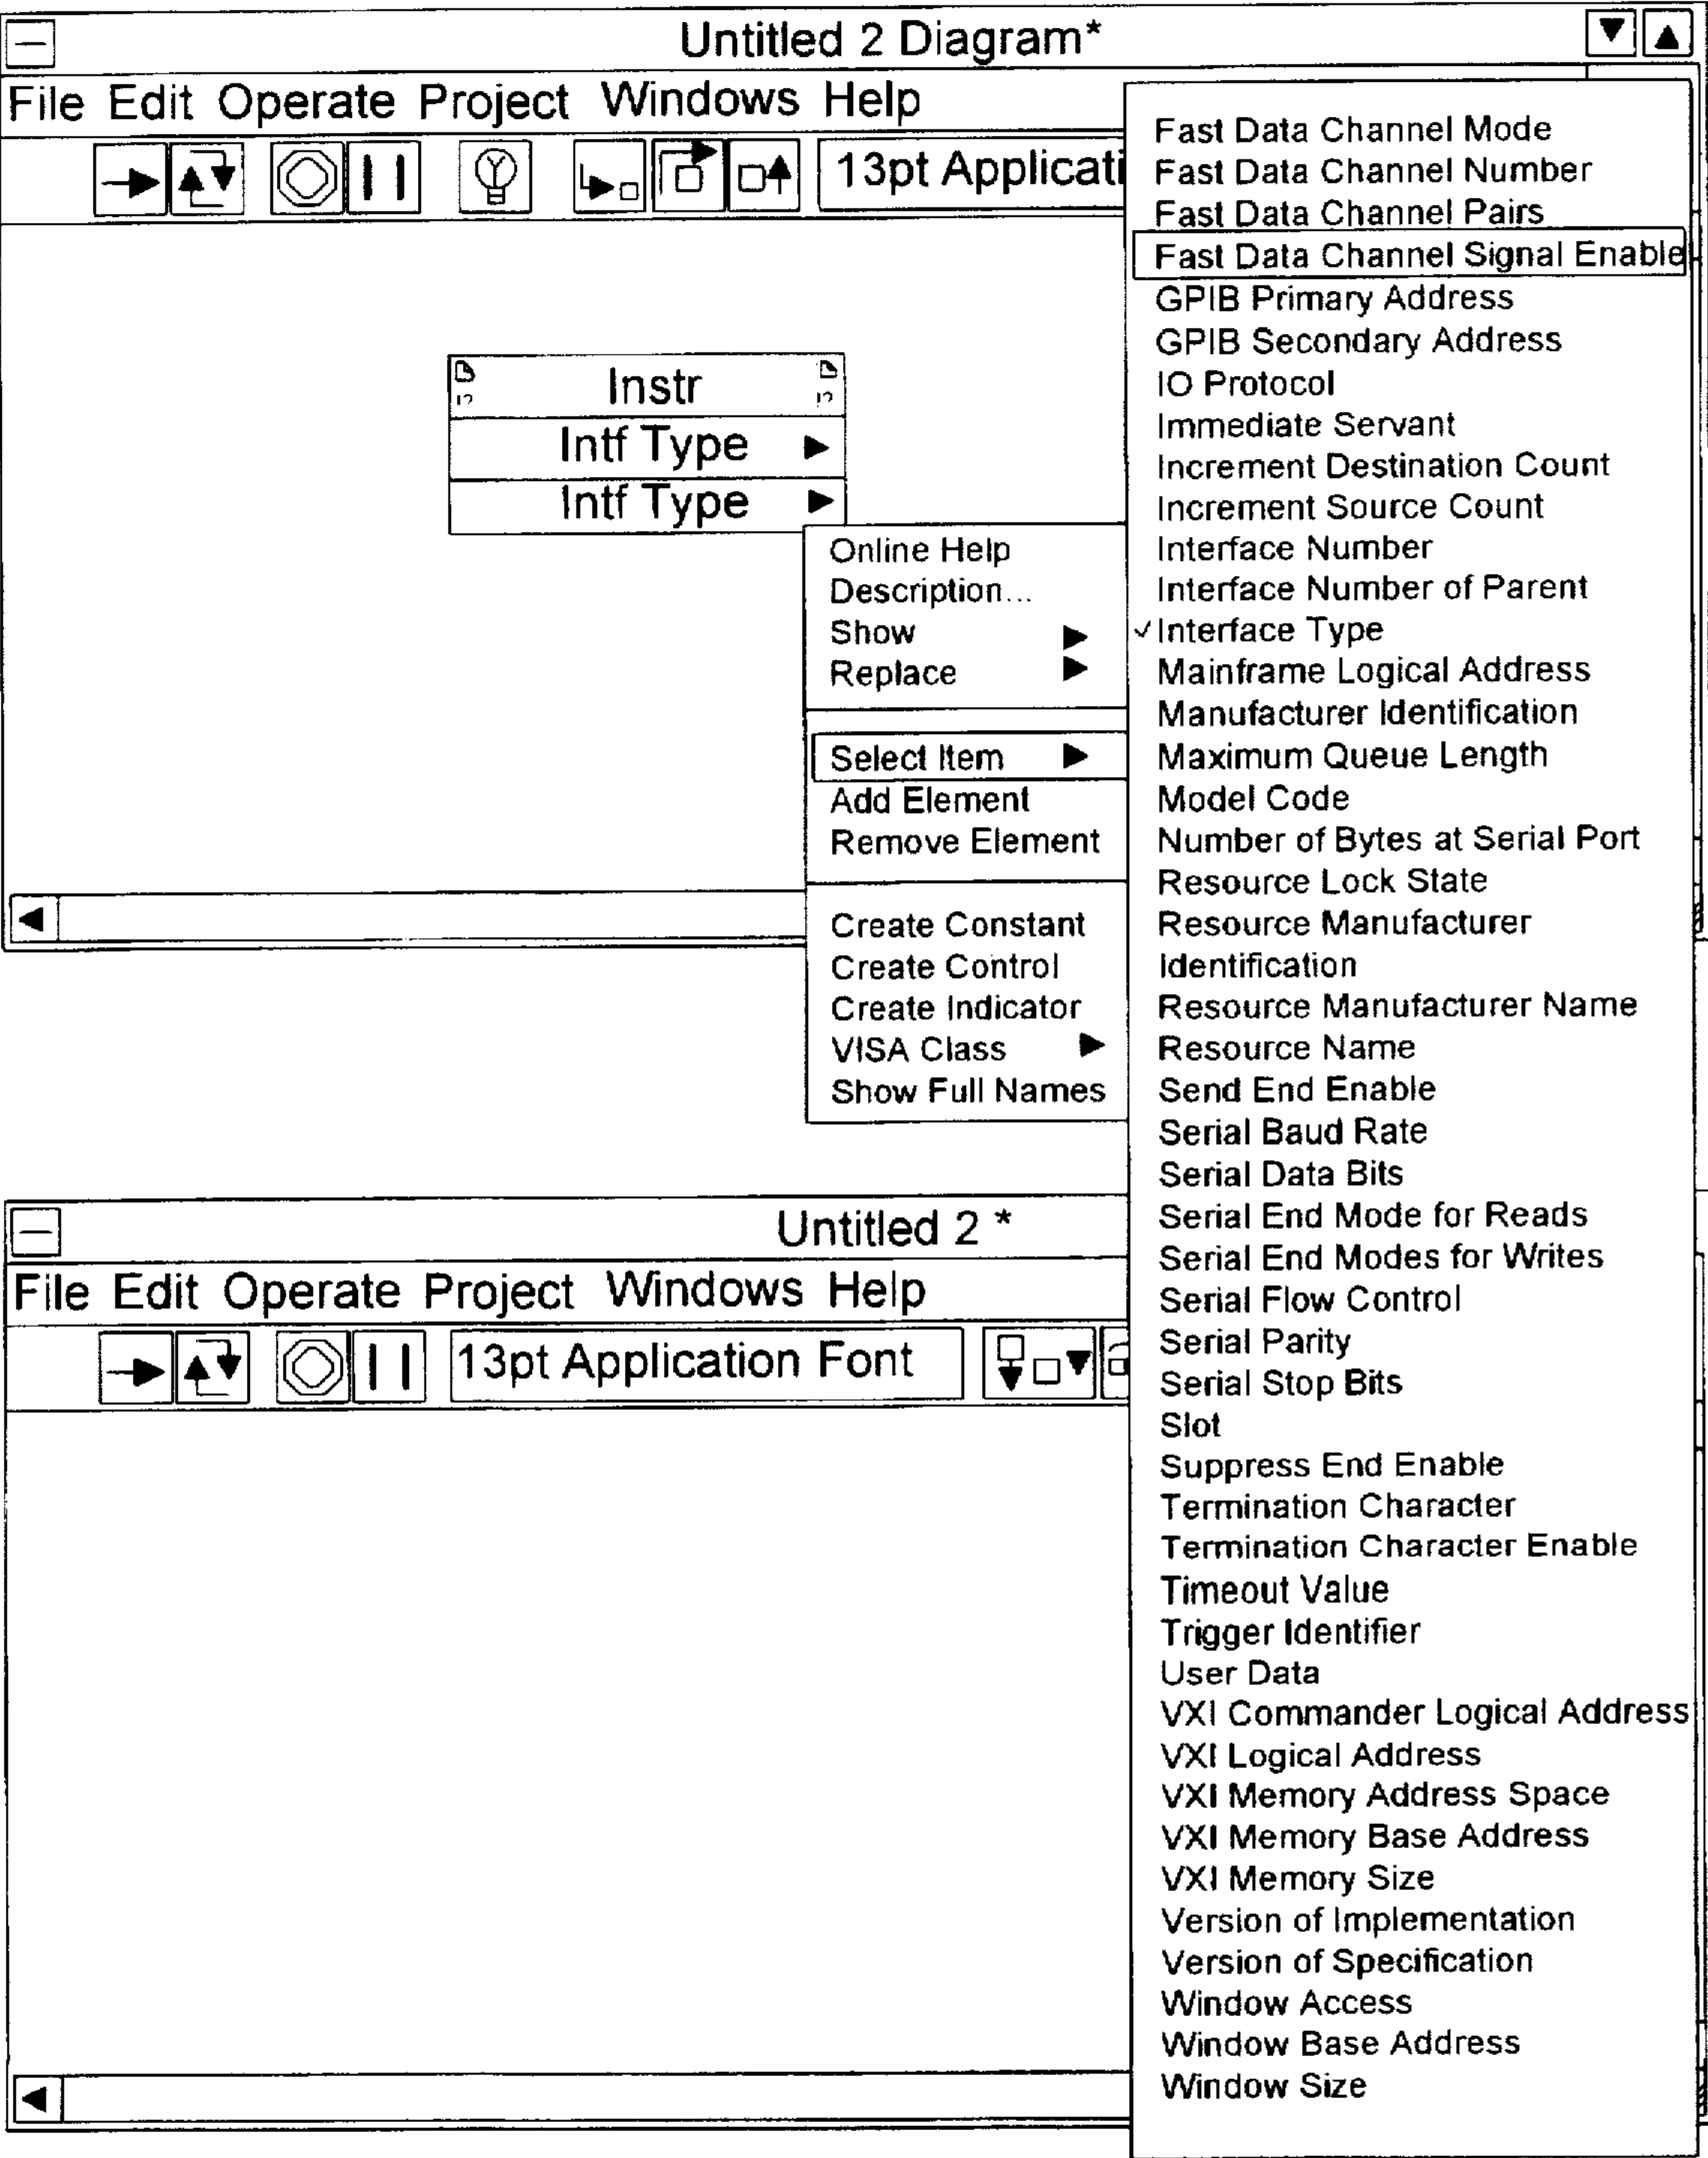 Untitled 2 Diagram*
File Edit Operate Project Windows Help
13pt Applicati
Instr
Intf Type
Intf Type
Online Help
Description...
Show
Replace
Select Item
Add Element
Remove Element
Create Constant
Create Control
Create Indicator
VISA Class
Show Full Names
Fast Data Channel Mode
Fast Data Channel Number
Fast Data Channel Pairs
Fast Data Channel Signal Enable
GPIB Primary Address
GPIB Secondary Address
IO Protocol
Immediate Servant
Increment Destination Count
Increment Source Count
Interface Number
Interface Number of Parent
✓Interface Type
Mainframe Logical Address
Manufacturer Identification
Maximum Queue Length
Model Code
Number of Bytes at Serial Port
Resource Lock State
Resource Manufacturer
Identification
Resource Manufacturer Name
Resource Name
Send End Enable
Serial Baud Rate
Serial Data Bits
Serial End Mode for Reads
Serial End Modes for Writes
Serial Flow Control
Serial Parity
Serial Stop Bits
Slot
Suppress End Enable
Termination Character
Termination Character Enable
Timeout Value
Trigger Identifier
User Data
VXI Commander Logical Address
VXI Logical Address
VXI Memory Address Space
VXI Memory Base Address
VXI Memory Size
Version of Implementation
Version of Specification
Window Access
Window Base Address
Window Size
Untitled 2 *
File Edit Operate Project Windows Help
13pt Application Font